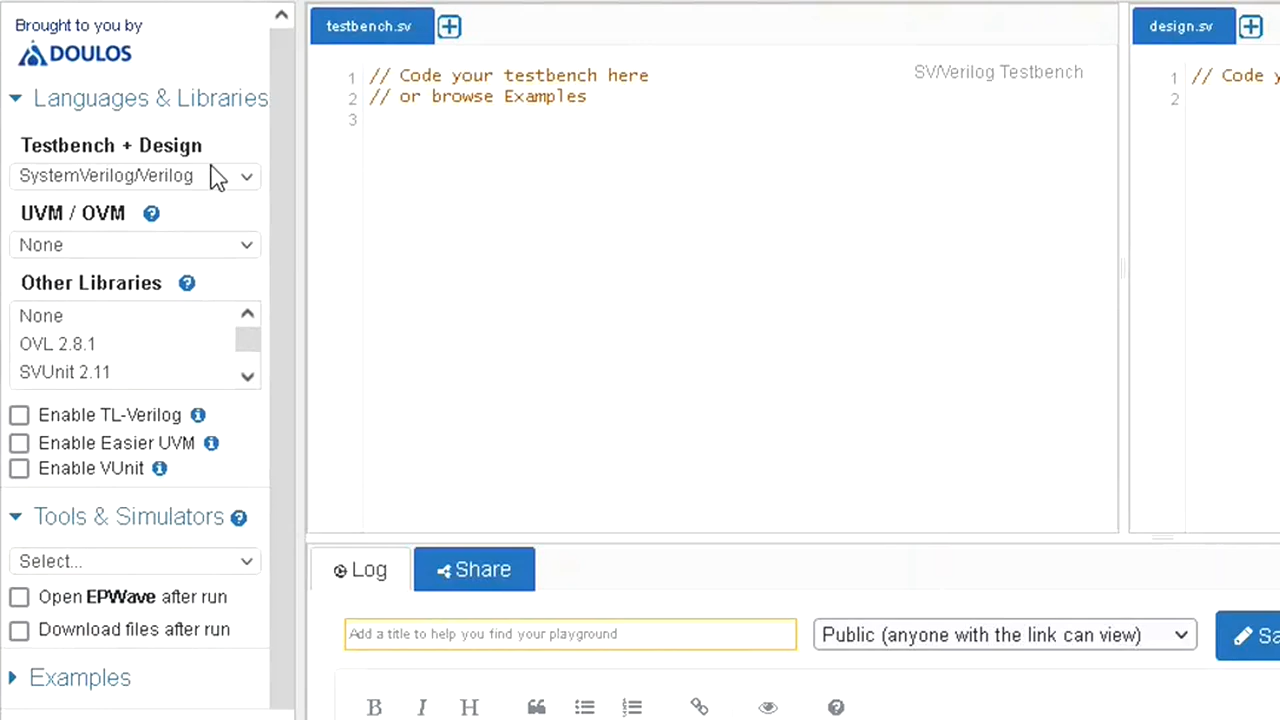 Brought to you by
DOULOS
Languages & Libraries
Testbench + Design
SystemVerilog/Verilog
UVM / OVM
None
Other Libraries
None
OVL 2.8.1
SVUnit 2.11
Enable TL-Verilog
Enable Easier UVM
Enable VUnit
Tools & Simulators
Select...
Open EPWave after run
Download files after run
Examples
testbench.sv
1 // Code your testbench here
2 // or browse Examples
3
SV/Verilog Testbench
design.sv
1 // Code y
2
Log
Share
Add a title to help you find your playground
Public (anyone with the link can view)
Sa
B I H